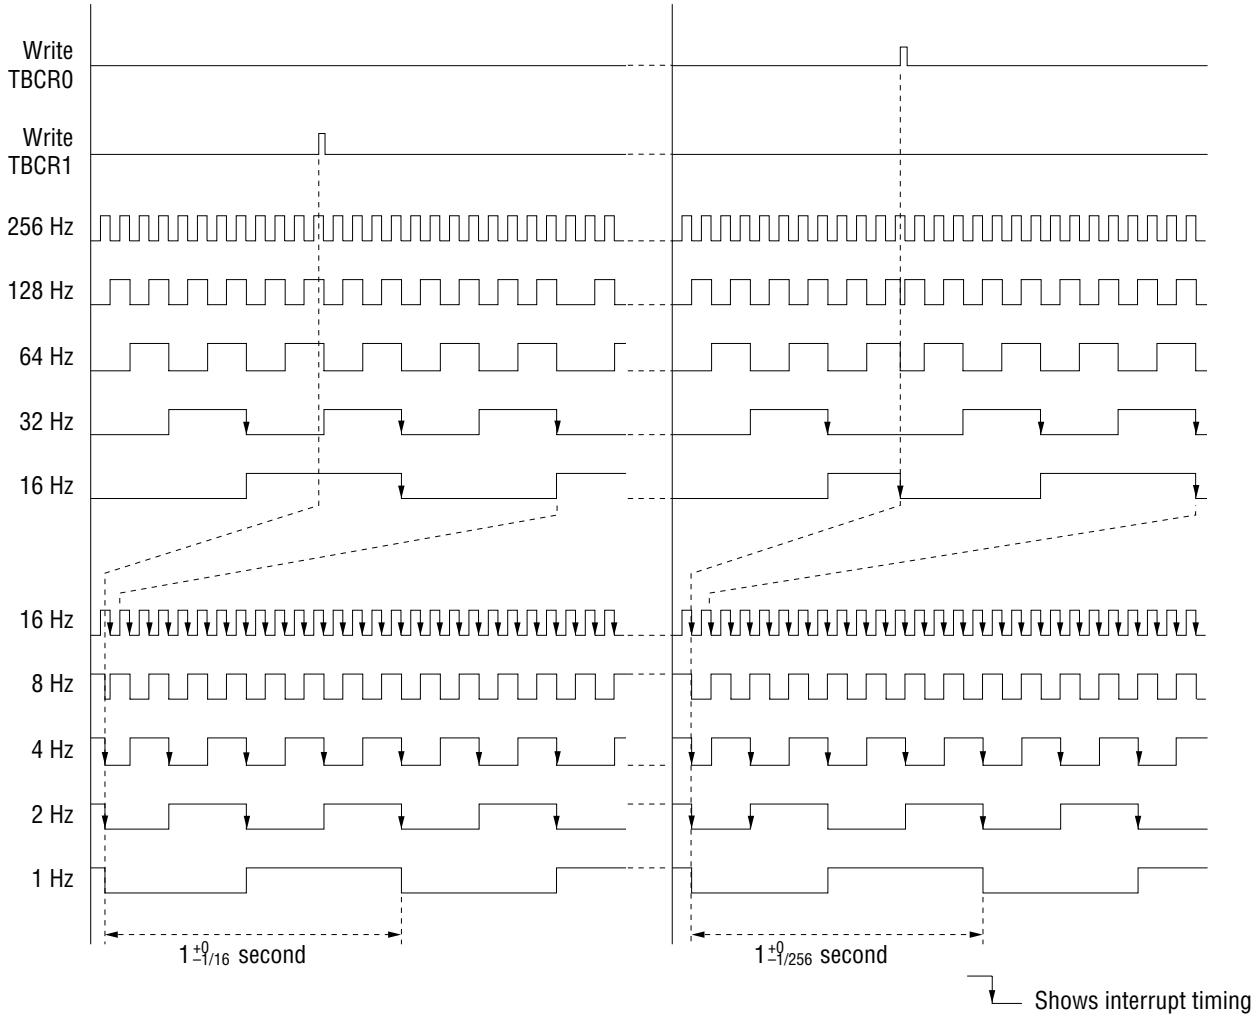 Write
TBCR0
Write
TBCR1
256 Hz
128 Hz
64 Hz
32 Hz
16 Hz
16 Hz
8 Hz
4 Hz
2 Hz
1 Hz
1 +0 –1/16 second
1 +0 –1/256 second
Shows interrupt timing